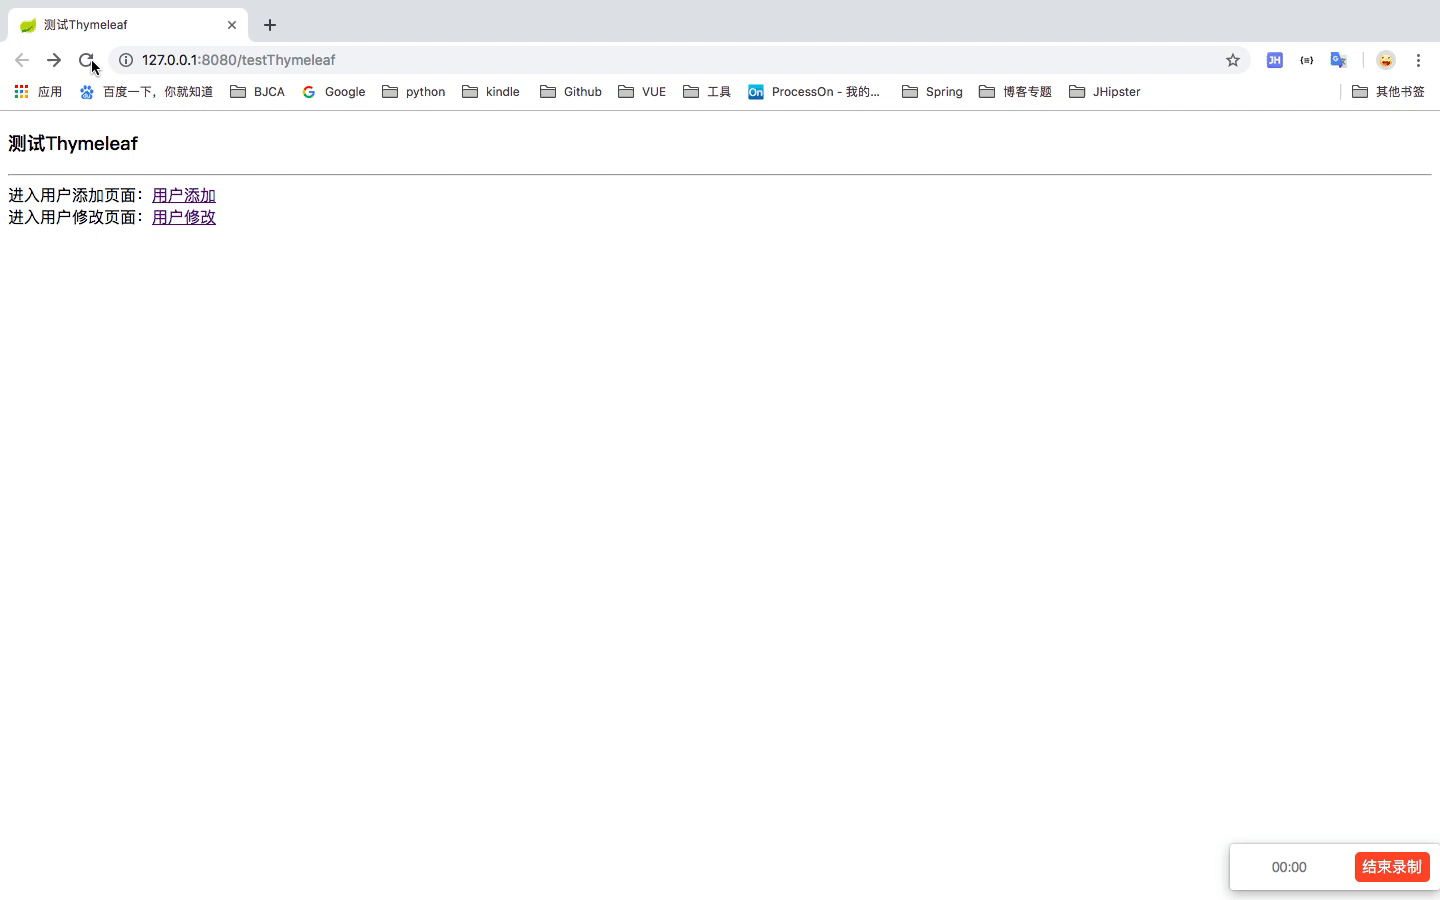 测试Thymeleaf
127.0.0.1:8080/testThymeleaf
JH
应用 百度一下，你就知道 BJCA Google python kindle Github VUE 工具 On ProcessOn - 我的... Spring 博客专题 JHipster 其他书签
测试Thymeleaf
进入用户添加页面：用户添加
进入用户修改页面：用户修改
00:00 结束录制